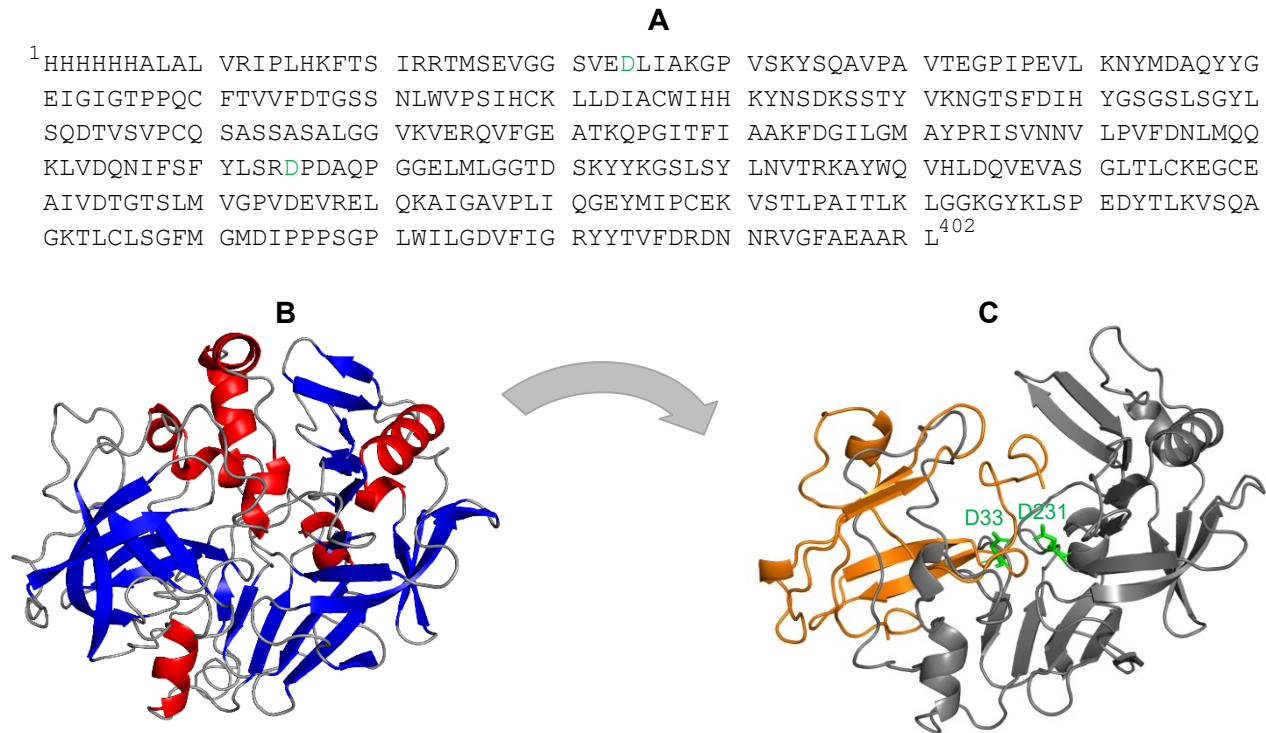 A
1HHHHHHALAL VRIPLHKFTS IRRTMSEVGG SVEDLIAKGP VSKYSQAVPA VTEGPIPEVL KNYMDAQYYG
EIGIGTPPQC FTVVFDTGSS NLWVPSIHCK LLDIACWIHH KYNSDKSSTY VKNGTSFDIH YGSGSLSGYL
SQDTVSVPCQ SASSASALGG VKVERQVFGE ATKQPGITFI AAKFDGILGM AYPRISVNNV LPVFDNLMQQ
KLVDQNIFSF YLSRDPDAQP GGELMLGGTD SKYYKGSLSY LNVTRKAYWQ VHLDQVEVAS GLTLCKEGCE
AIVDTGTSLM VGPVDEVREL QKAIGAVPLI QGEYMIPCEK VSTLPAITLK LGGKGYKLSP EDYTLKVSQA
GKTLCLSGFM GMDIPPPSGP LWILGDVFIG RYYTVFDRDN NRVGFAEAAR L402
B
C
D33 D231